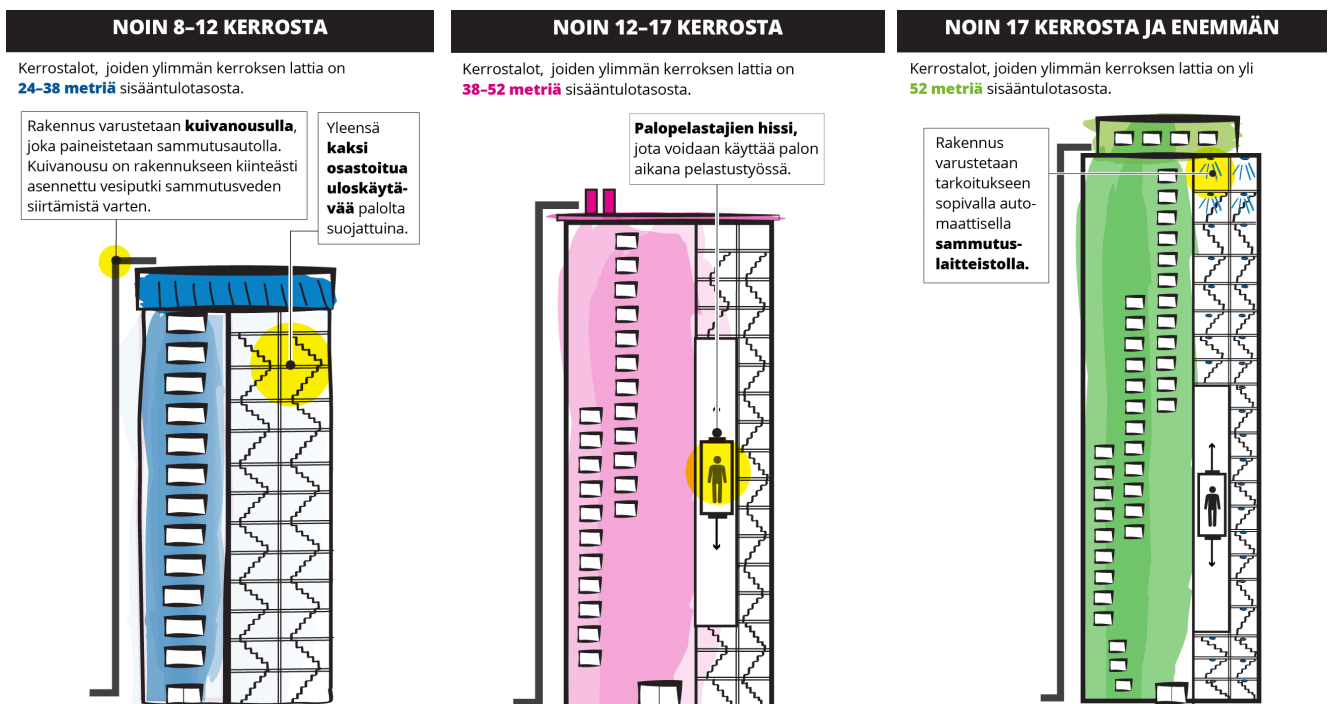 NOIN 8–12 KERROSTA
Kerrostalot, joiden ylimmän kerroksen lattia on
24–38 metriä sisääntulotasosta.
Rakennus varustetaan kuivanousulla,
joka paineistetaan sammutusautolla.
Kuivanousu on rakennukseen kiinteästi
asennettu vesiputki sammutusveden
siirtämistä varten.
Yleensä
kaksi
osastoitua
uloskäytä-
vää palolta
suojattuina.
NOIN 12–17 KERROSTA
Kerrostalot, joiden ylimmän kerroksen lattia on
38–52 metriä sisääntulotasosta.
Palopelastajien hissi,
jota voidaan käyttää palon
aikana pelastustyössä.
NOIN 17 KERROSTA JA ENEMMÄN
Kerrostalot, joiden ylimmän kerroksen lattia on yli
52 metriä sisääntulotasosta.
Rakennus
varustetaan
tarkoitukseen
sopivalla auto-
maattisella
sammutus-
laitteistolla.